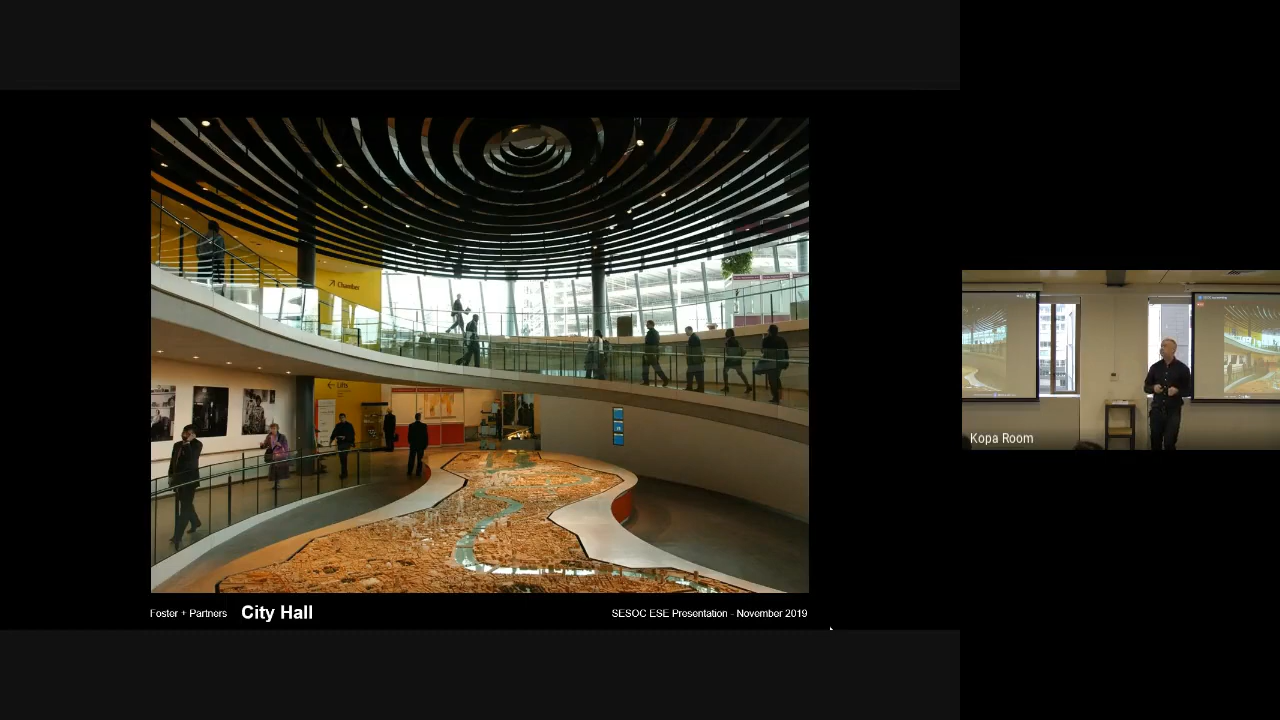 Chamber
Lifts
Foster + Partners
City Hall
SESOC ESE Presentation - November 2019
Kopa Room